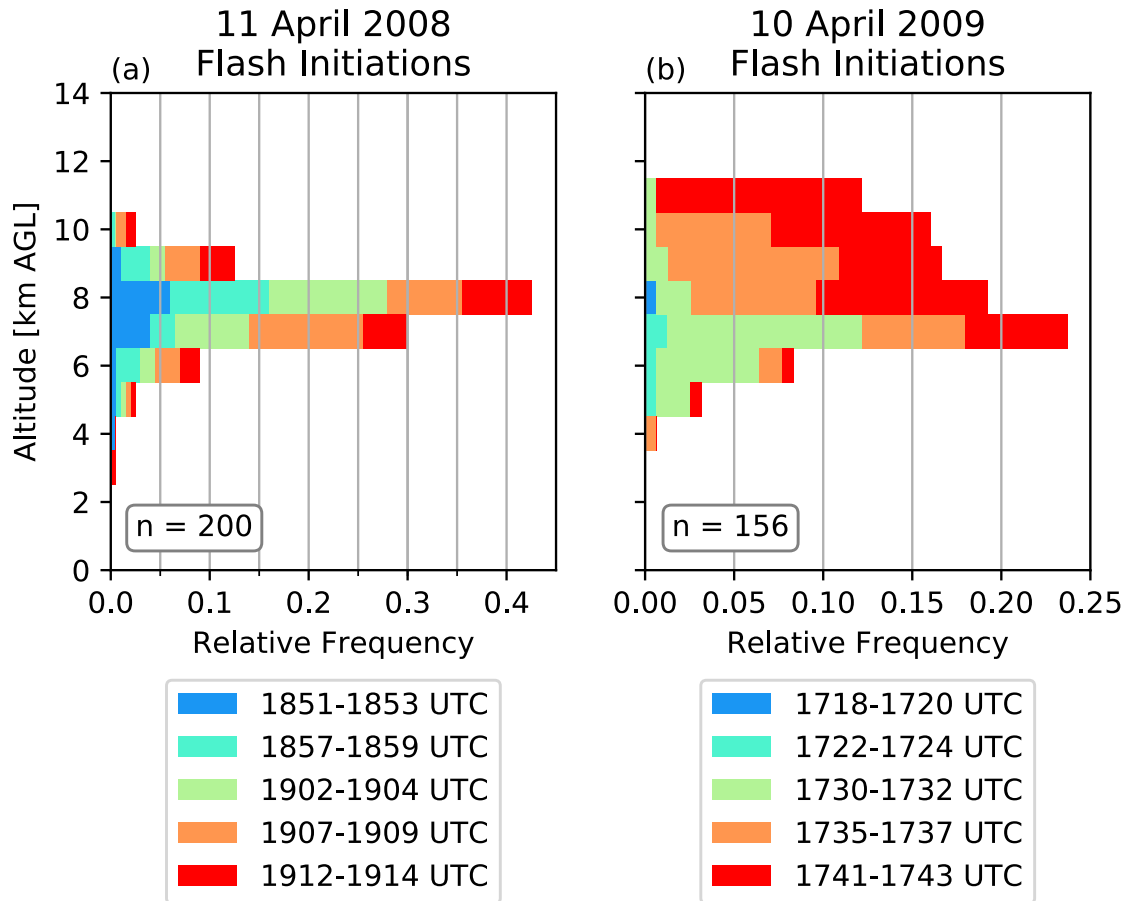 11 April 2008
Flash Initiations
(a)
14
12
10
8
6
4
2
0
Altitude [km AGL]
n = 200
0.0 0.1 0.2 0.3 0.4
Relative Frequency
1851-1853 UTC
1857-1859 UTC
1902-1904 UTC
1907-1909 UTC
1912-1914 UTC
10 April 2009
Flash Initiations
(b)
n = 156
0.00 0.05 0.10 0.15 0.20 0.25
Relative Frequency
1718-1720 UTC
1722-1724 UTC
1730-1732 UTC
1735-1737 UTC
1741-1743 UTC